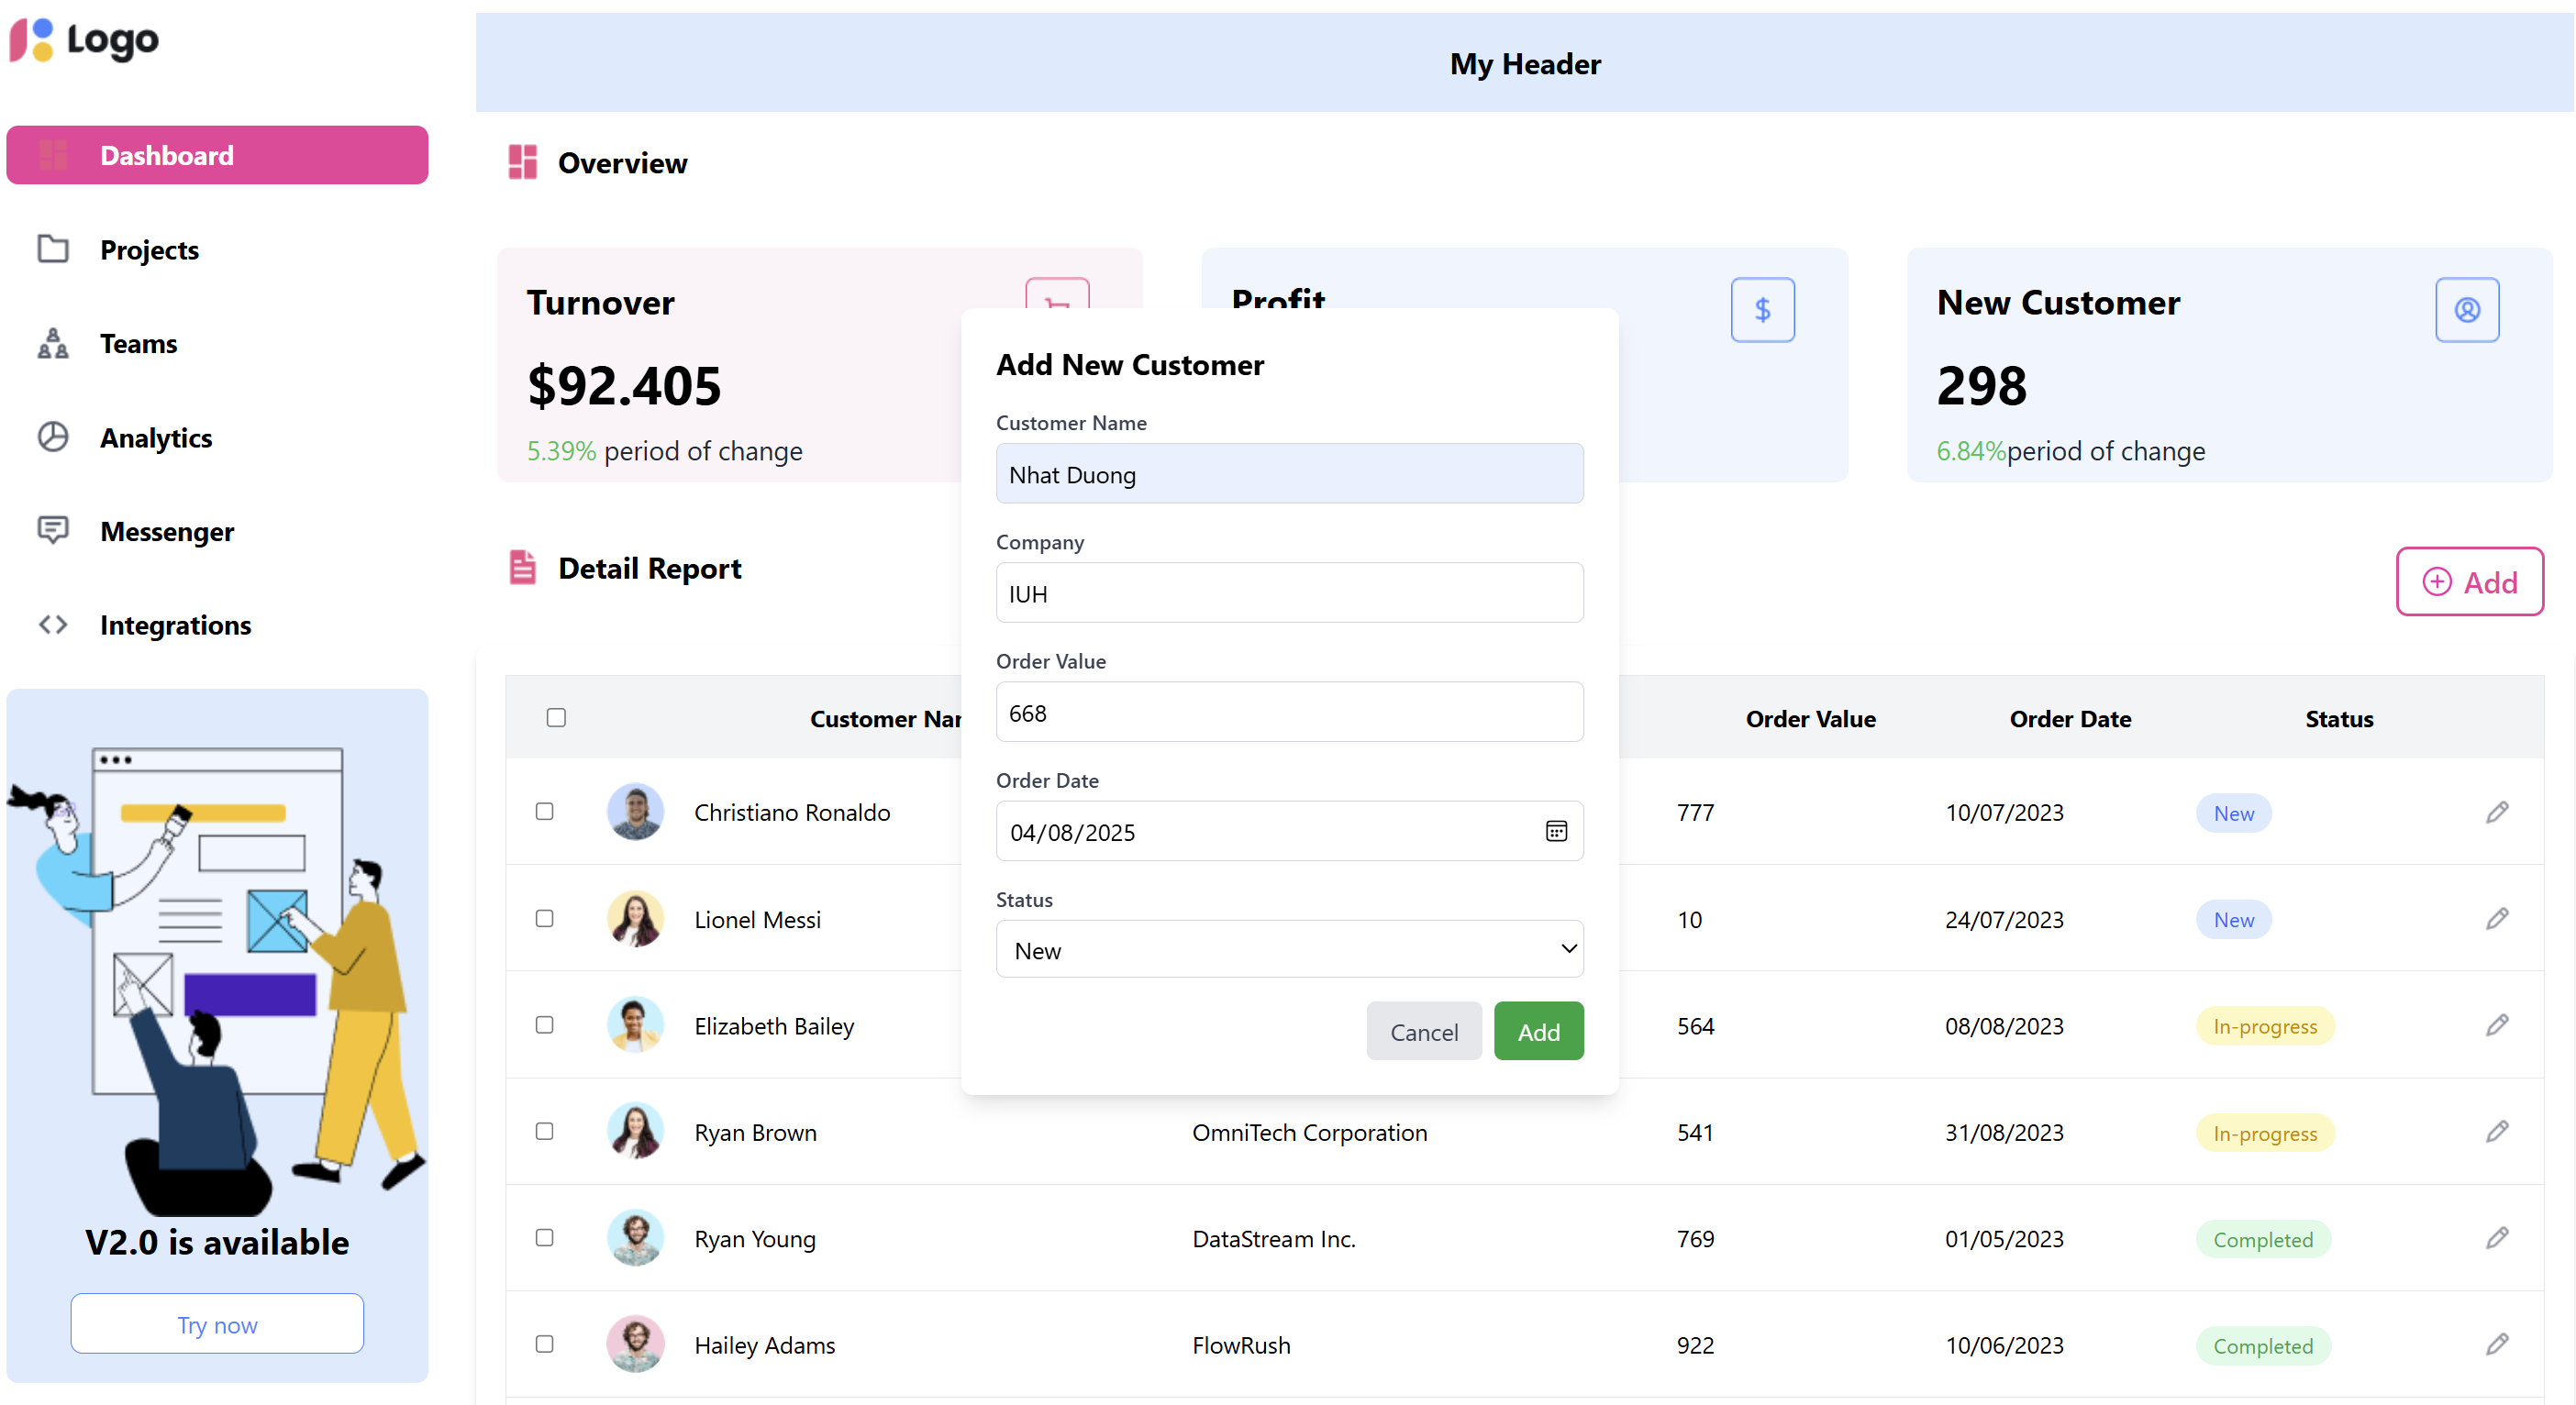 Logo
My Header
Dashboard
Projects
Teams
Analytics
Messenger
Integrations
V2.0 is available
Try now
Overview
Turnover
$92.405
5.39% period of change
Profit
$
New Customer
298
6.84%period of change
Detail Report
Add
Add New Customer
Customer Name
Nhat Duong
Company
IUH
Order Value
668
Order Date
04/08/2025
Status
New
Cancel Add
Customer Nam Order Value Order Date Status
Christiano Ronaldo 777 10/07/2023 New
Lionel Messi 10 24/07/2023 New
Elizabeth Bailey 564 08/08/2023 In-progress
Ryan Brown OmniTech Corporation 541 31/08/2023 In-progress
Ryan Young DataStream Inc. 769 01/05/2023 Completed
Hailey Adams FlowRush 922 10/06/2023 Completed